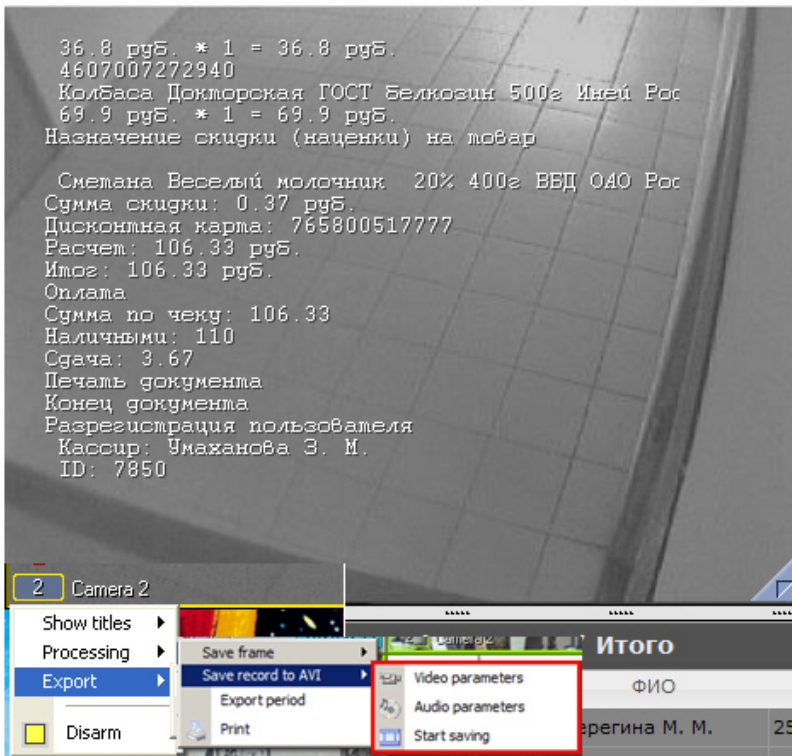 36.8 руб. * 1 = 36.8 руб.
4607007272940
Колбаса Докторская ГОСТ Белкозин 500г Иней Рос
69.9 руб. * 1 = 69.9 руб.
Назначение скидки (наценки) на товар
Сметана Веселый молочник 20% 400г ВБД ОАО Рос
Сумма скидки: 0.37 руб.
Дисконтная карта: 765800517777
Расчет: 106.33 руб.
Итог: 106.33 руб.
Оплата
Сумма по чеку: 106.33
Наличными: 110
Сдача: 3.67
Печать документа
Конец документа
Разрегистрация пользователя
Кассир: Умаханова З. М.
ID: 7850
2 Camera 2
Show titles
Processing
Export
Disarm
Save frame
Save record to AVI
Export period
Print
2 Camera 2
Video parameters
Audio parameters
Start saving
Итого
ФИО
ерегина М. М. 25